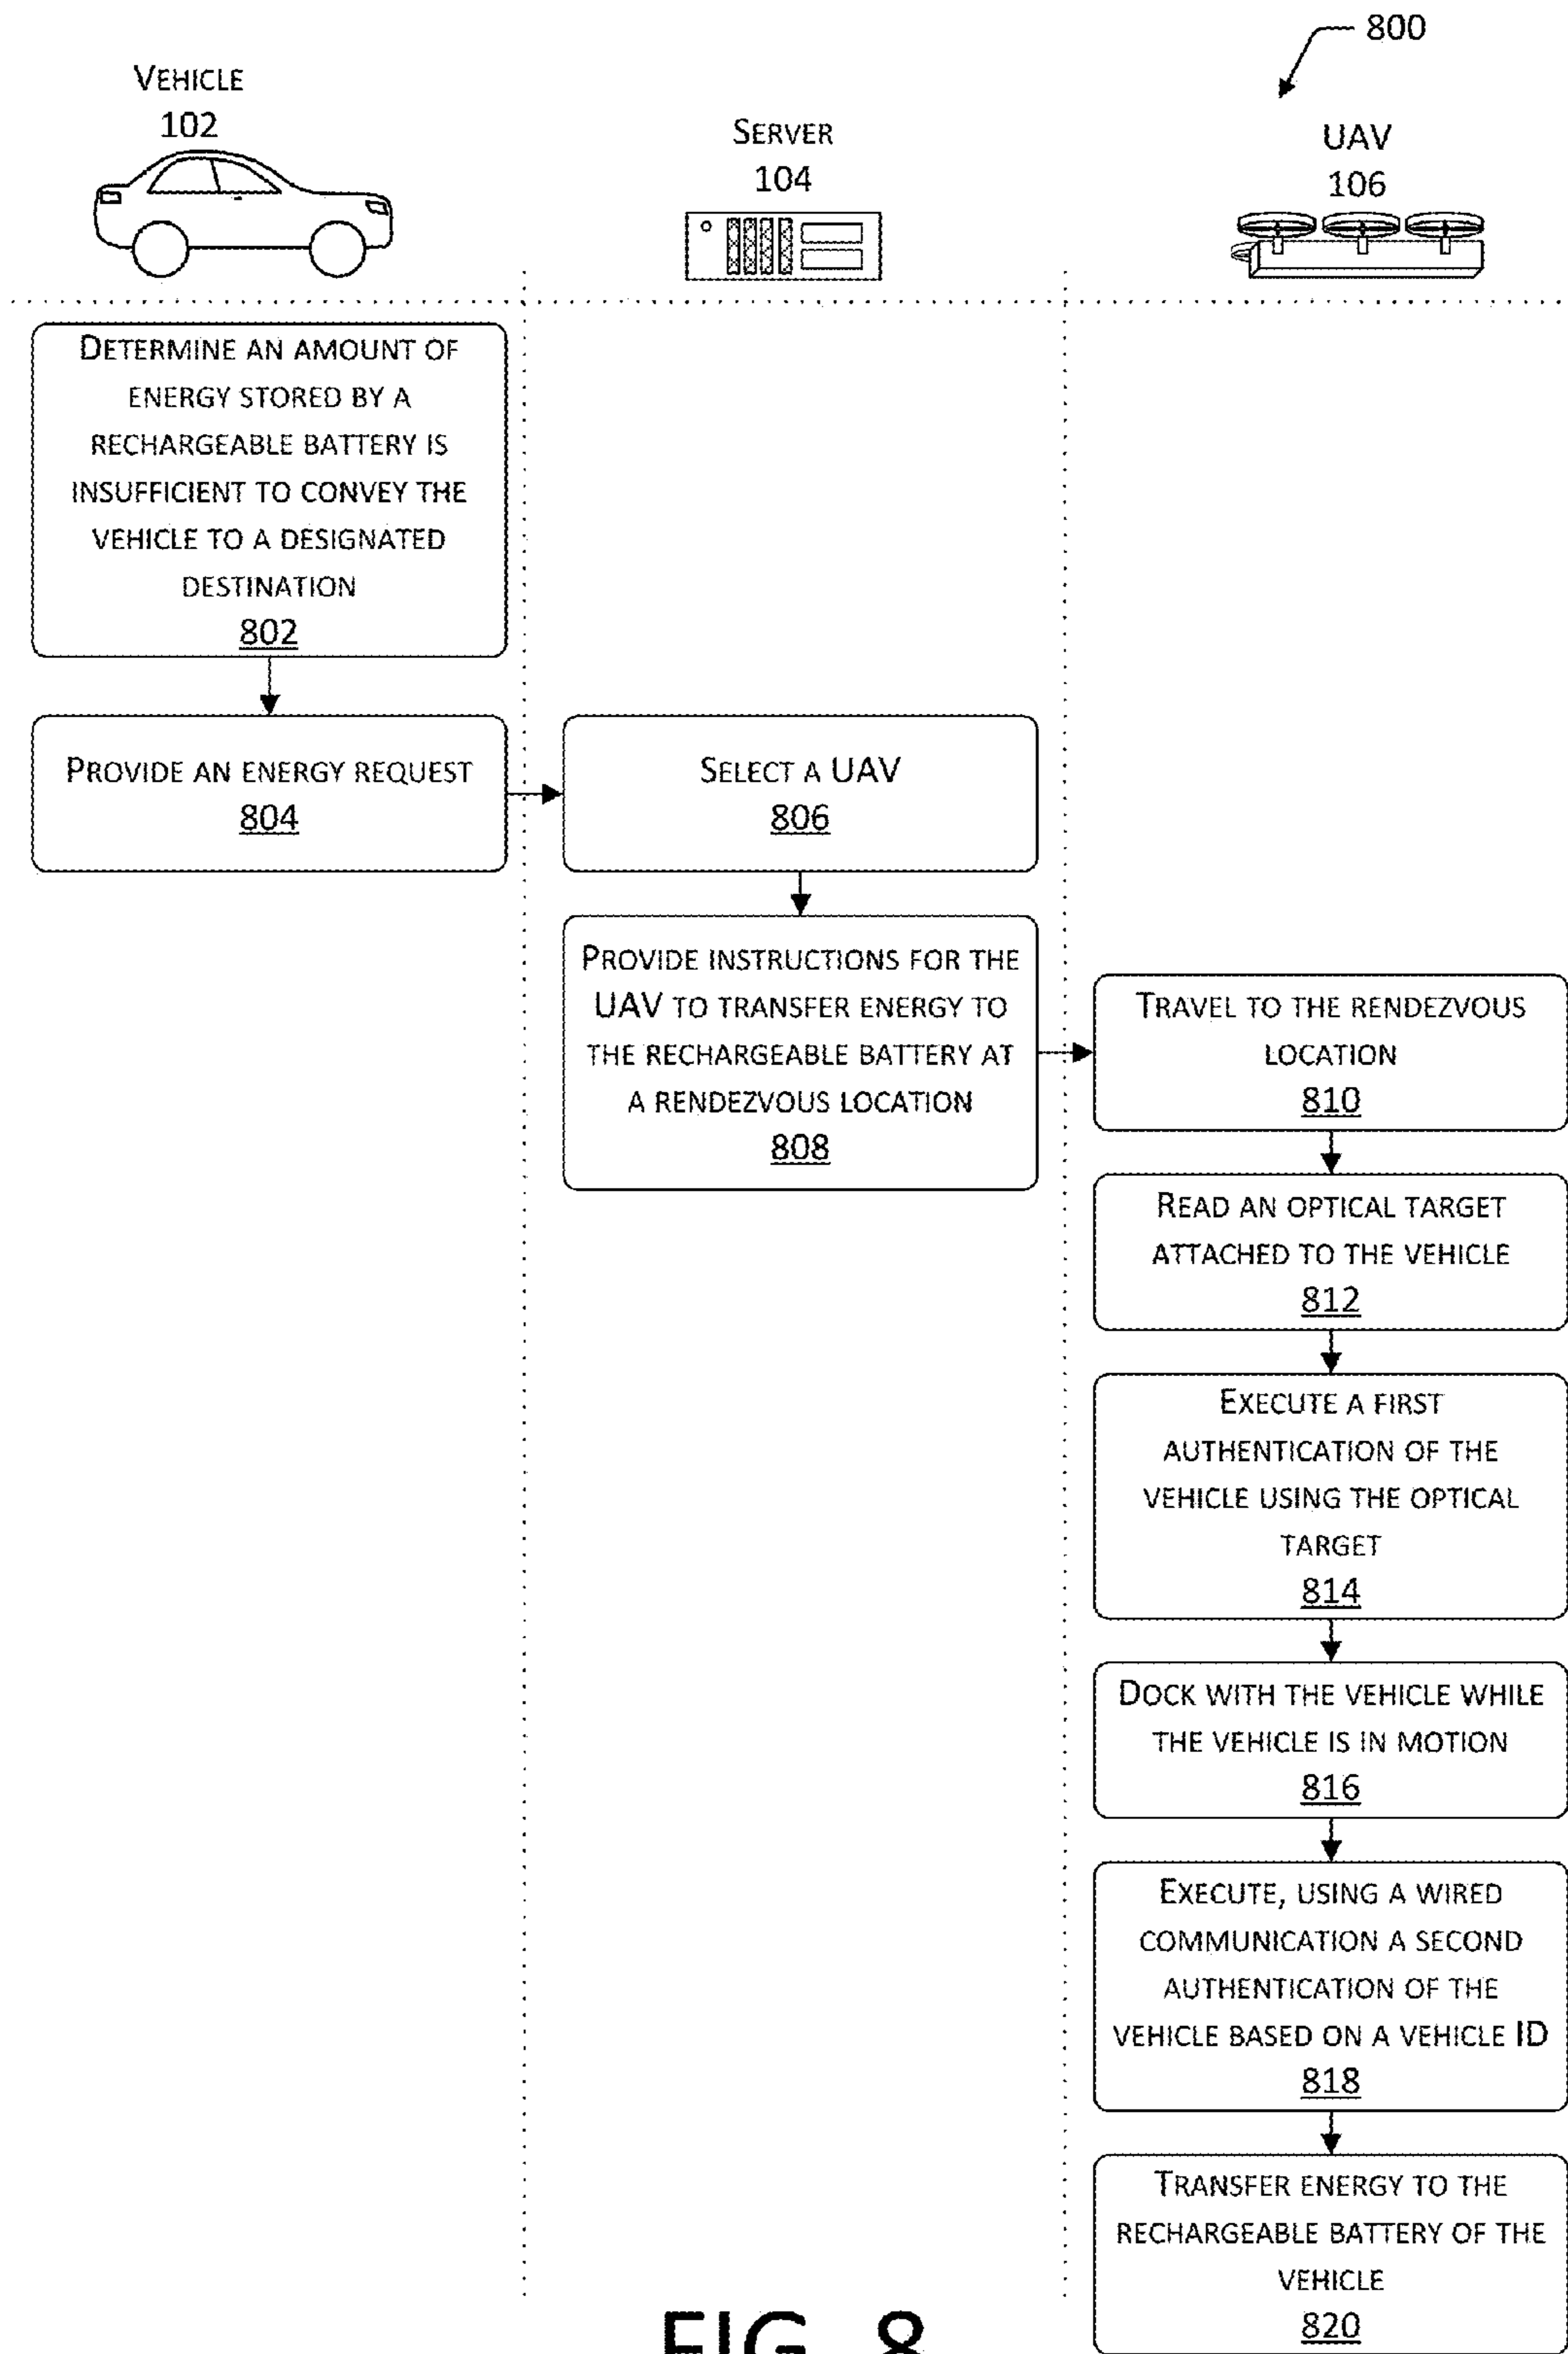 800
VEHICLE
102
SERVER
104
UAV
106
DETERMINE AN AMOUNT OF
ENERGY STORED BY A
RECHARGEABLE BATTERY IS
INSUFFICIENT TO CONVEY THE
VEHICLE TO A DESIGNATED
DESTINATION
802
PROVIDE AN ENERGY REQUEST
804
SELECT A UAV
806
PROVIDE INSTRUCTIONS FOR THE
UAV TO TRANSFER ENERGY TO
THE RECHARGEABLE BATTERY AT
A RENDEZVOUS LOCATION
808
TRAVEL TO THE RENDEZVOUS
LOCATION
810
READ AN OPTICAL TARGET
ATTACHED TO THE VEHICLE
812
EXECUTE A FIRST
AUTHENTICATION OF THE
VEHICLE USING THE OPTICAL
TARGET
814
DOCK WITH THE VEHICLE WHILE
THE VEHICLE IS IN MOTION
816
EXECUTE, USING A WIRED
COMMUNICATION A SECOND
AUTHENTICATION OF THE
VEHICLE BASED ON A VEHICLE ID
818
TRANSFER ENERGY TO THE
RECHARGEABLE BATTERY OF THE
VEHICLE
820
FIG. 8